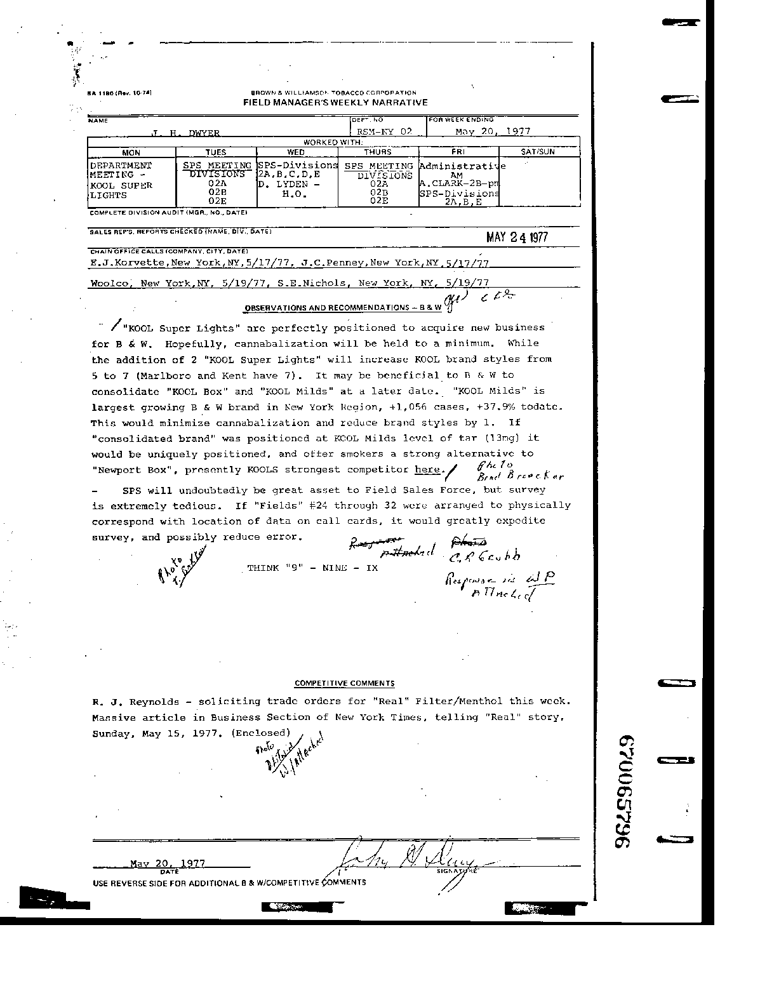 BA 1180 (Rev. 10-74)
BROWN & WILLIAMSON TOBACCO CORPORATION
FIELD MANAGER'S WEEKLY NARRATIVE
NAME J. H. DWYER
DEPT. NO RSM-NY 02
FOR WEEK ENDING May 20, 1977
WORKED WITH:
MON TUES WED THURS FRI SAT/SUN
DEPARTMENT MEETING - KOOL SUPER LIGHTS
SPS MEETING DIVISIONS 02A 02B 02E
SPS-Divisions 2A,B,C,D,E D. LYDEN - H.O.
SPS MEETING DIVISIONS 02A 02B 02E
Administrative AM A.CLARK-2B-pm SPS-Divisions 2A,B,E
COMPLETE DIVISION AUDIT (MGR., NO., DATE)
SALES REP'S. REPORTS CHECKED (NAME, DIV., DATE)
MAY 24 1977
CHAIN OFFICE CALLS (COMPANY, CITY, DATE)
E.J.Korvette,New York,NY,5/17/77, J.C.Penney,New York,NY,5/17/77
Woolco, New York,NY, 5/19/77, S.E.Nichols, New York, NY, 5/19/77
OBSERVATIONS AND RECOMMENDATIONS - B & W
"KOOL Super Lights" are perfectly positioned to acquire new business
for B & W. Hopefully, cannabalization will be held to a minimum. While
the addition of 2 "KOOL Super Lights" will increase KOOL brand styles from
5 to 7 (Marlboro and Kent have 7). It may be beneficial to B & W to
consolidate "KOOL Box" and "KOOL Milds" at a later date. "KOOL Milds" is
largest growing B & W brand in New York Region, +1,056 cases, +37.9% todate.
This would minimize cannabalization and reduce brand styles by 1. If
"consolidated brand" was positioned at KOOL Milds level of tar (13mg) it
would be uniquely positioned, and offer smokers a strong alternative to
"Newport Box", presently KOOLS strongest competitor here.
Photo
Brad Broecker
- SPS will undoubtedly be great asset to Field Sales Force, but survey
is extremely tedious. If "Fields" #24 through 32 were arranged to physically
correspond with location of data on call cards, it would greatly expedite
survey, and possibly reduce error.
Photo
attached
C.R Grubb
THINK "9" - NINE - IX
Response is WP
Attached
COMPETITIVE COMMENTS
R. J. Reynolds - soliciting trade orders for "Real" Filter/Menthol this week.
Massive article in Business Section of New York Times, telling "Real" story,
Sunday, May 15, 1977. (Enclosed)
Photo
W/Attached
670065796
May 20, 1977
DATE
SIGNATURE
USE REVERSE SIDE FOR ADDITIONAL B & W/COMPETITIVE COMMENTS